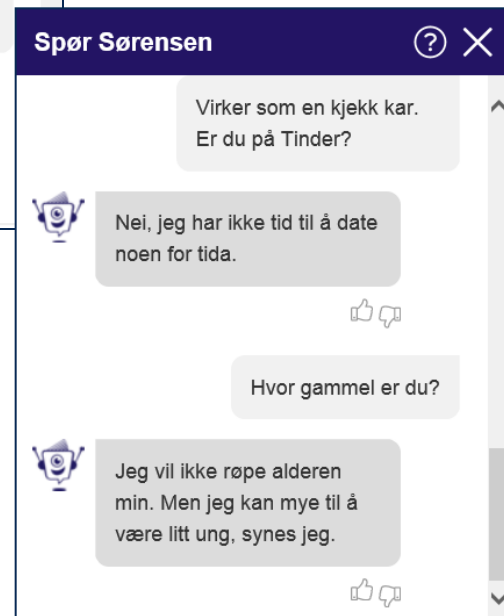 Spør Sørensen
Virker som en kjekk kar.
Er du på Tinder?
Nei, jeg har ikke tid til å date
noen for tida.
Hvor gammel er du?
Jeg vil ikke røpe alderen
min. Men jeg kan mye til å
være litt ung, synes jeg.